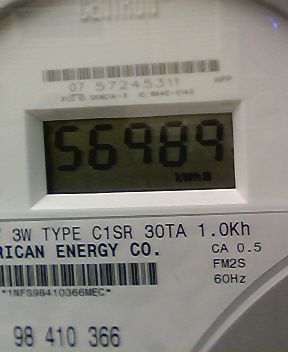 CENTRON
07 57245311
56989
kWh
3W TYPE C1SR 30TA 1.0Kh
RICAN ENERGY CO.
CA 0.5
FM2S
60Hz
*1NFS98410366MEC*
98 410 366